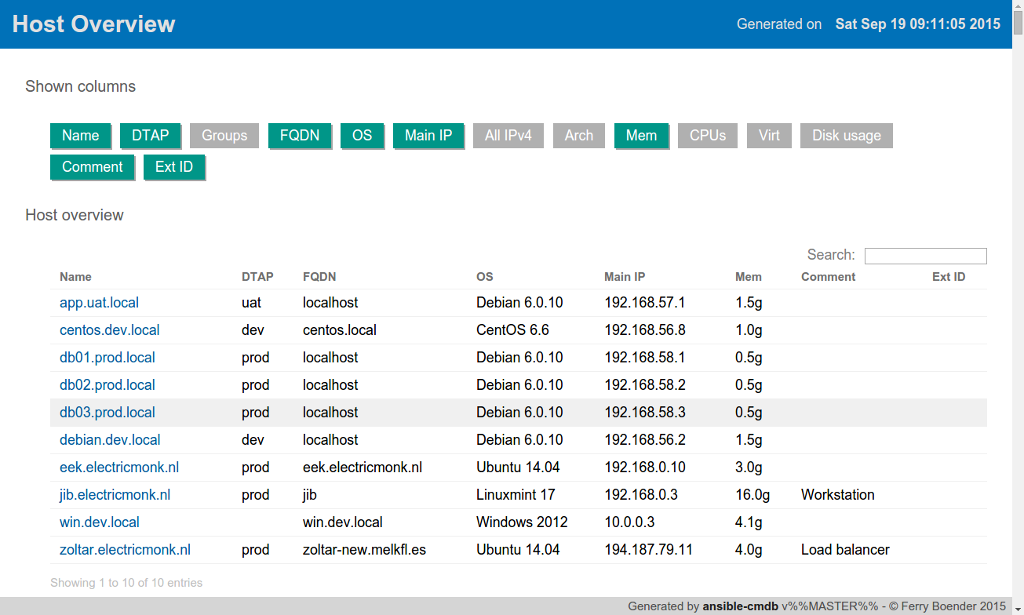 Host Overview Generated on Sat Sep 19 09:11:05 2015
Shown columns
Name DTAP Groups FQDN OS Main IP All IPv4 Arch Mem CPUs Virt Disk usage
Comment Ext ID
Host overview
Search:
Name DTAP FQDN OS Main IP Mem Comment Ext ID
app.uat.local uat localhost Debian 6.0.10 192.168.57.1 1.5g
centos.dev.local dev centos.local CentOS 6.6 192.168.56.8 1.0g
db01.prod.local prod localhost Debian 6.0.10 192.168.58.1 0.5g
db02.prod.local prod localhost Debian 6.0.10 192.168.58.2 0.5g
db03.prod.local prod localhost Debian 6.0.10 192.168.58.3 0.5g
debian.dev.local dev localhost Debian 6.0.10 192.168.56.2 1.5g
eek.electricmonk.nl prod eek.electricmonk.nl Ubuntu 14.04 192.168.0.10 3.0g
jib.electricmonk.nl prod jib Linuxmint 17 192.168.0.3 16.0g Workstation
win.dev.local win.dev.local Windows 2012 10.0.0.3 4.1g
zoltar.electricmonk.nl prod zoltar-new.melkfl.es Ubuntu 14.04 194.187.79.11 4.0g Load balancer
Showing 1 to 10 of 10 entries
Generated by ansible-cmdb v%%MASTER%% - © Ferry Boender 2015